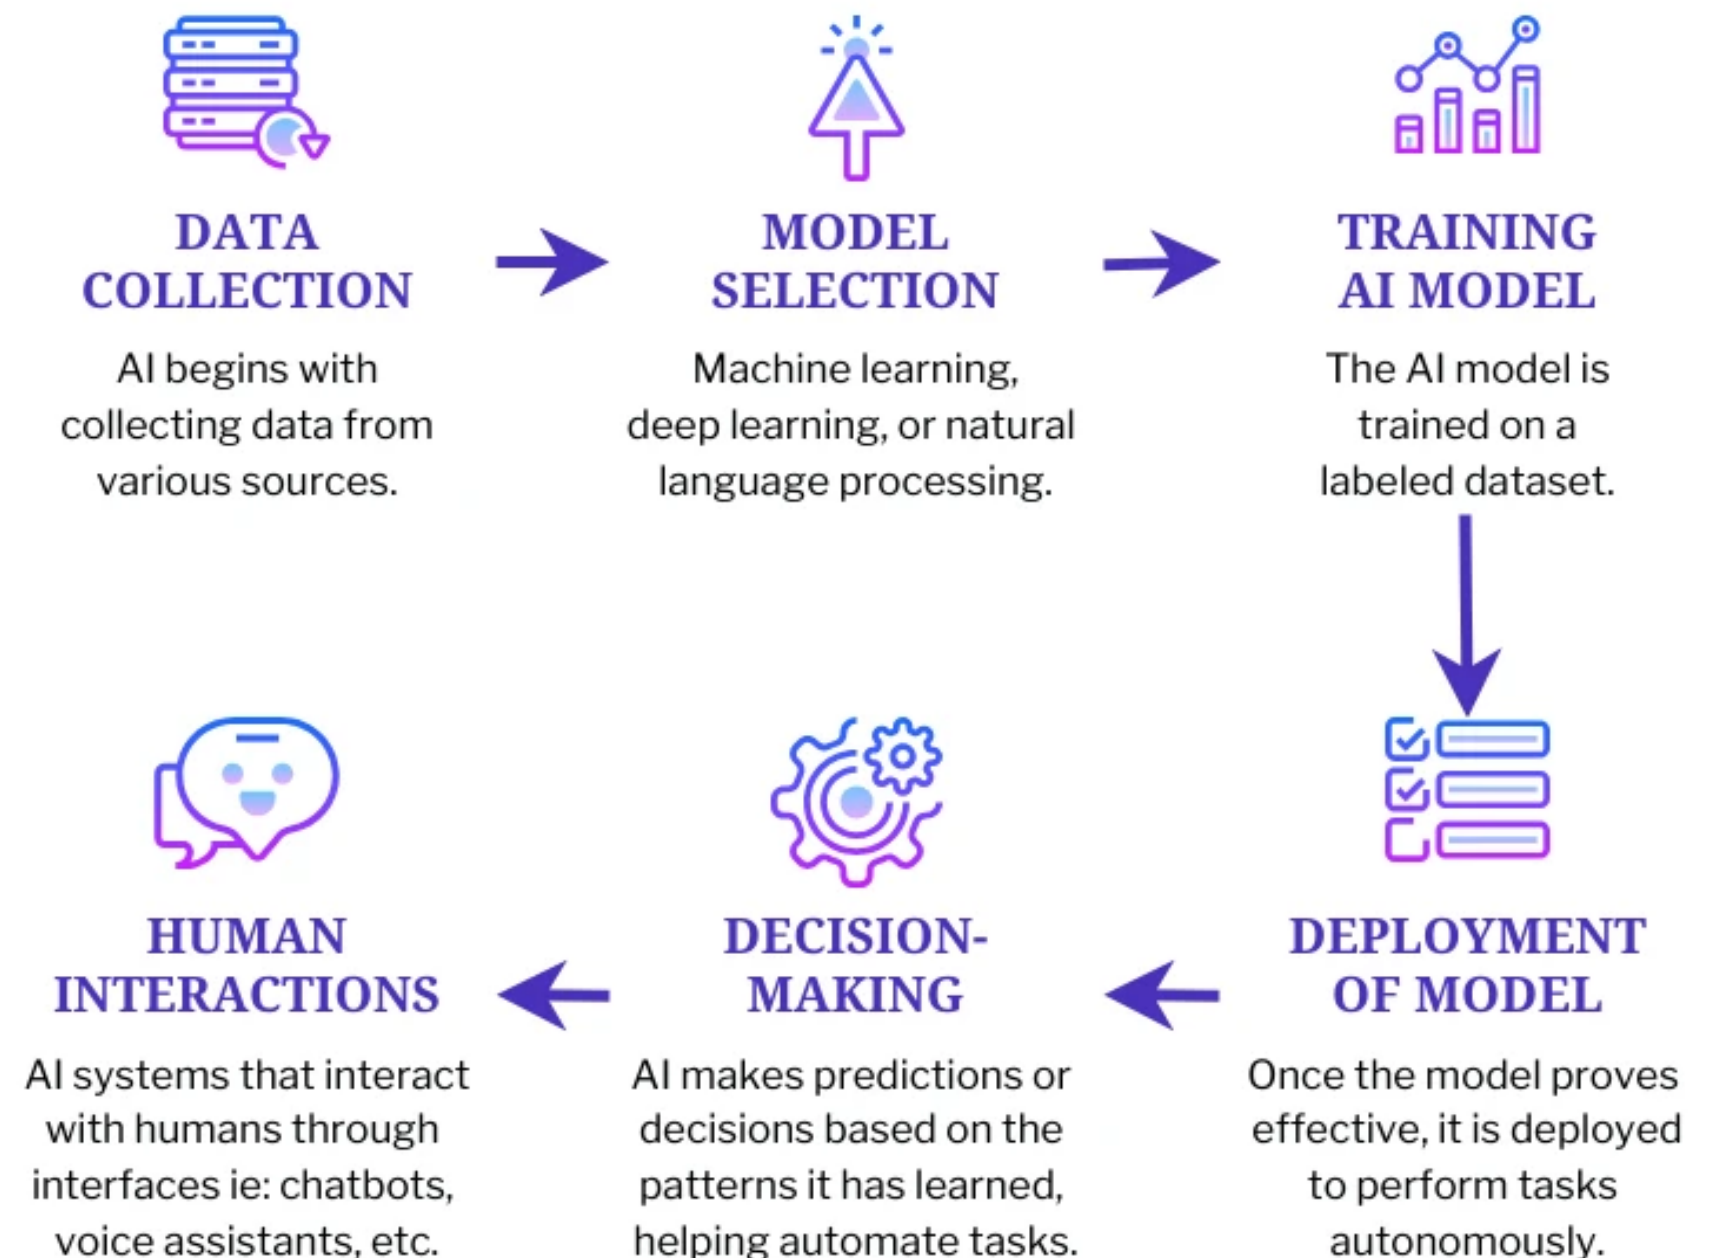 DATA
COLLECTION
AI begins with
collecting data from
various sources.
MODEL
SELECTION
Machine learning,
deep learning, or natural
language processing.
TRAINING
AI MODEL
The AI model is
trained on a
labeled dataset.
DEPLOYMENT
OF MODEL
Once the model proves
effective, it is deployed
to perform tasks
autonomously.
DECISION-
MAKING
AI makes predictions or
decisions based on the
patterns it has learned,
helping automate tasks.
HUMAN
INTERACTIONS
AI systems that interact
with humans through
interfaces ie: chatbots,
voice assistants, etc.